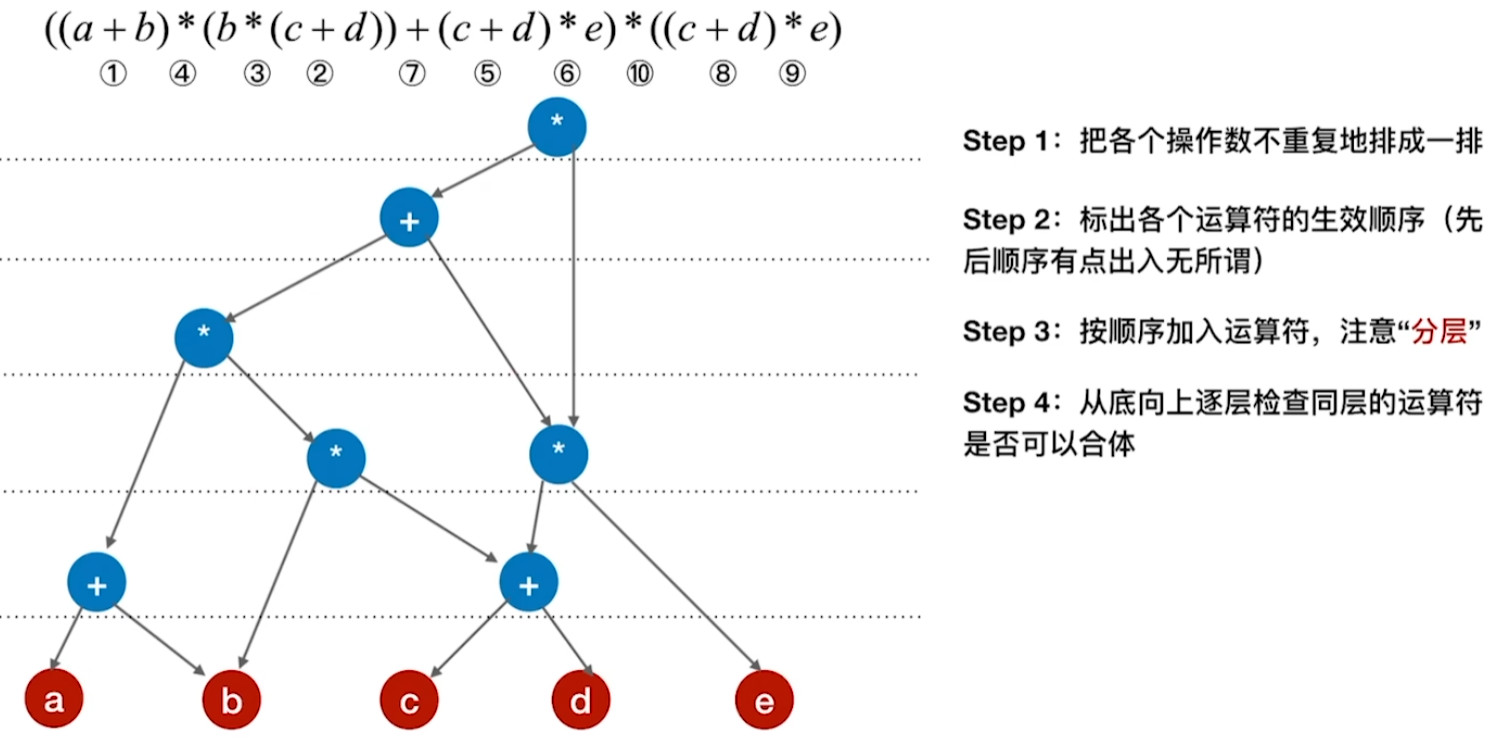 ((a+b)*(b*(c+d))+(c+d)*e)*((c+d)*e)
① ④ ③ ② ⑦ ⑤ ⑥ ⑩ ⑧ ⑨
*
+
*
*
*
+
+
a b c d e
Step 1：把各个操作数不重复地排成一排
Step 2：标出各个运算符的生效顺序（先
后顺序有点出入无所谓）
Step 3：按顺序加入运算符，注意“分层”
Step 4：从底向上逐层检查同层的运算符
是否可以合体